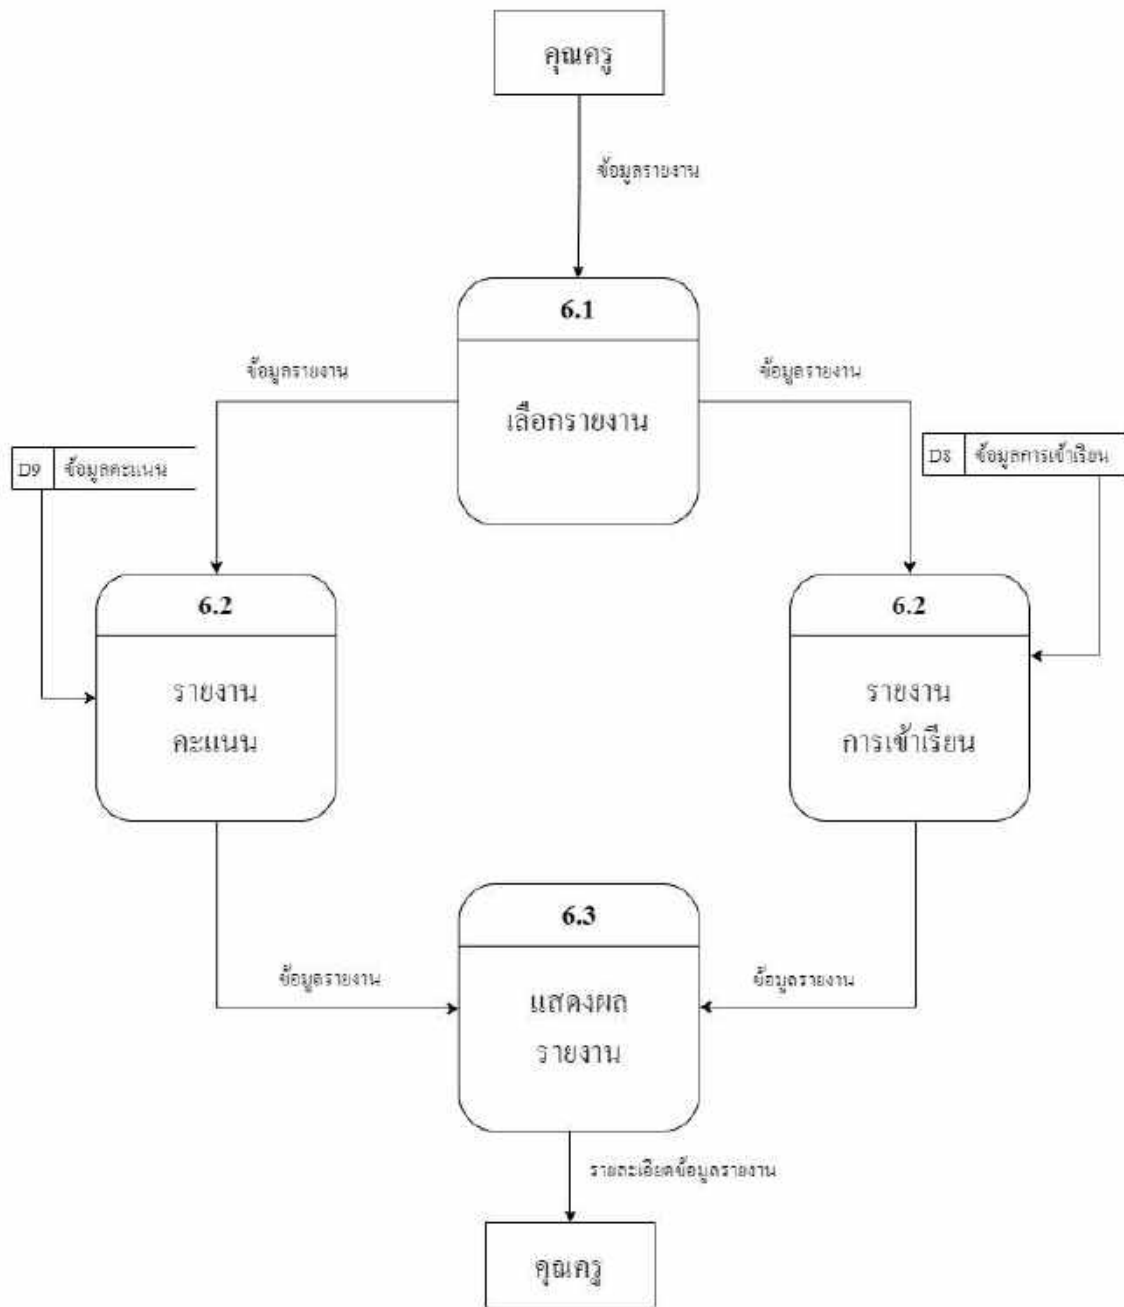 คุณครู
ข้อมูลรายงาน
6.1
ข้อมูลรายงาน
ข้อมูลรายงาน
เลือกรายงาน
D9 ข้อมูลคะแนน
D8 ข้อมูลการเข้าเรียน
6.2
6.2
รายงาน
คะแนน
รายงาน
การเข้าเรียน
6.3
ข้อมูลรายงาน
ข้อมูลรายงาน
แสดงผล
รายงาน
รายละเอียดข้อมูลรายงาน
คุณครู